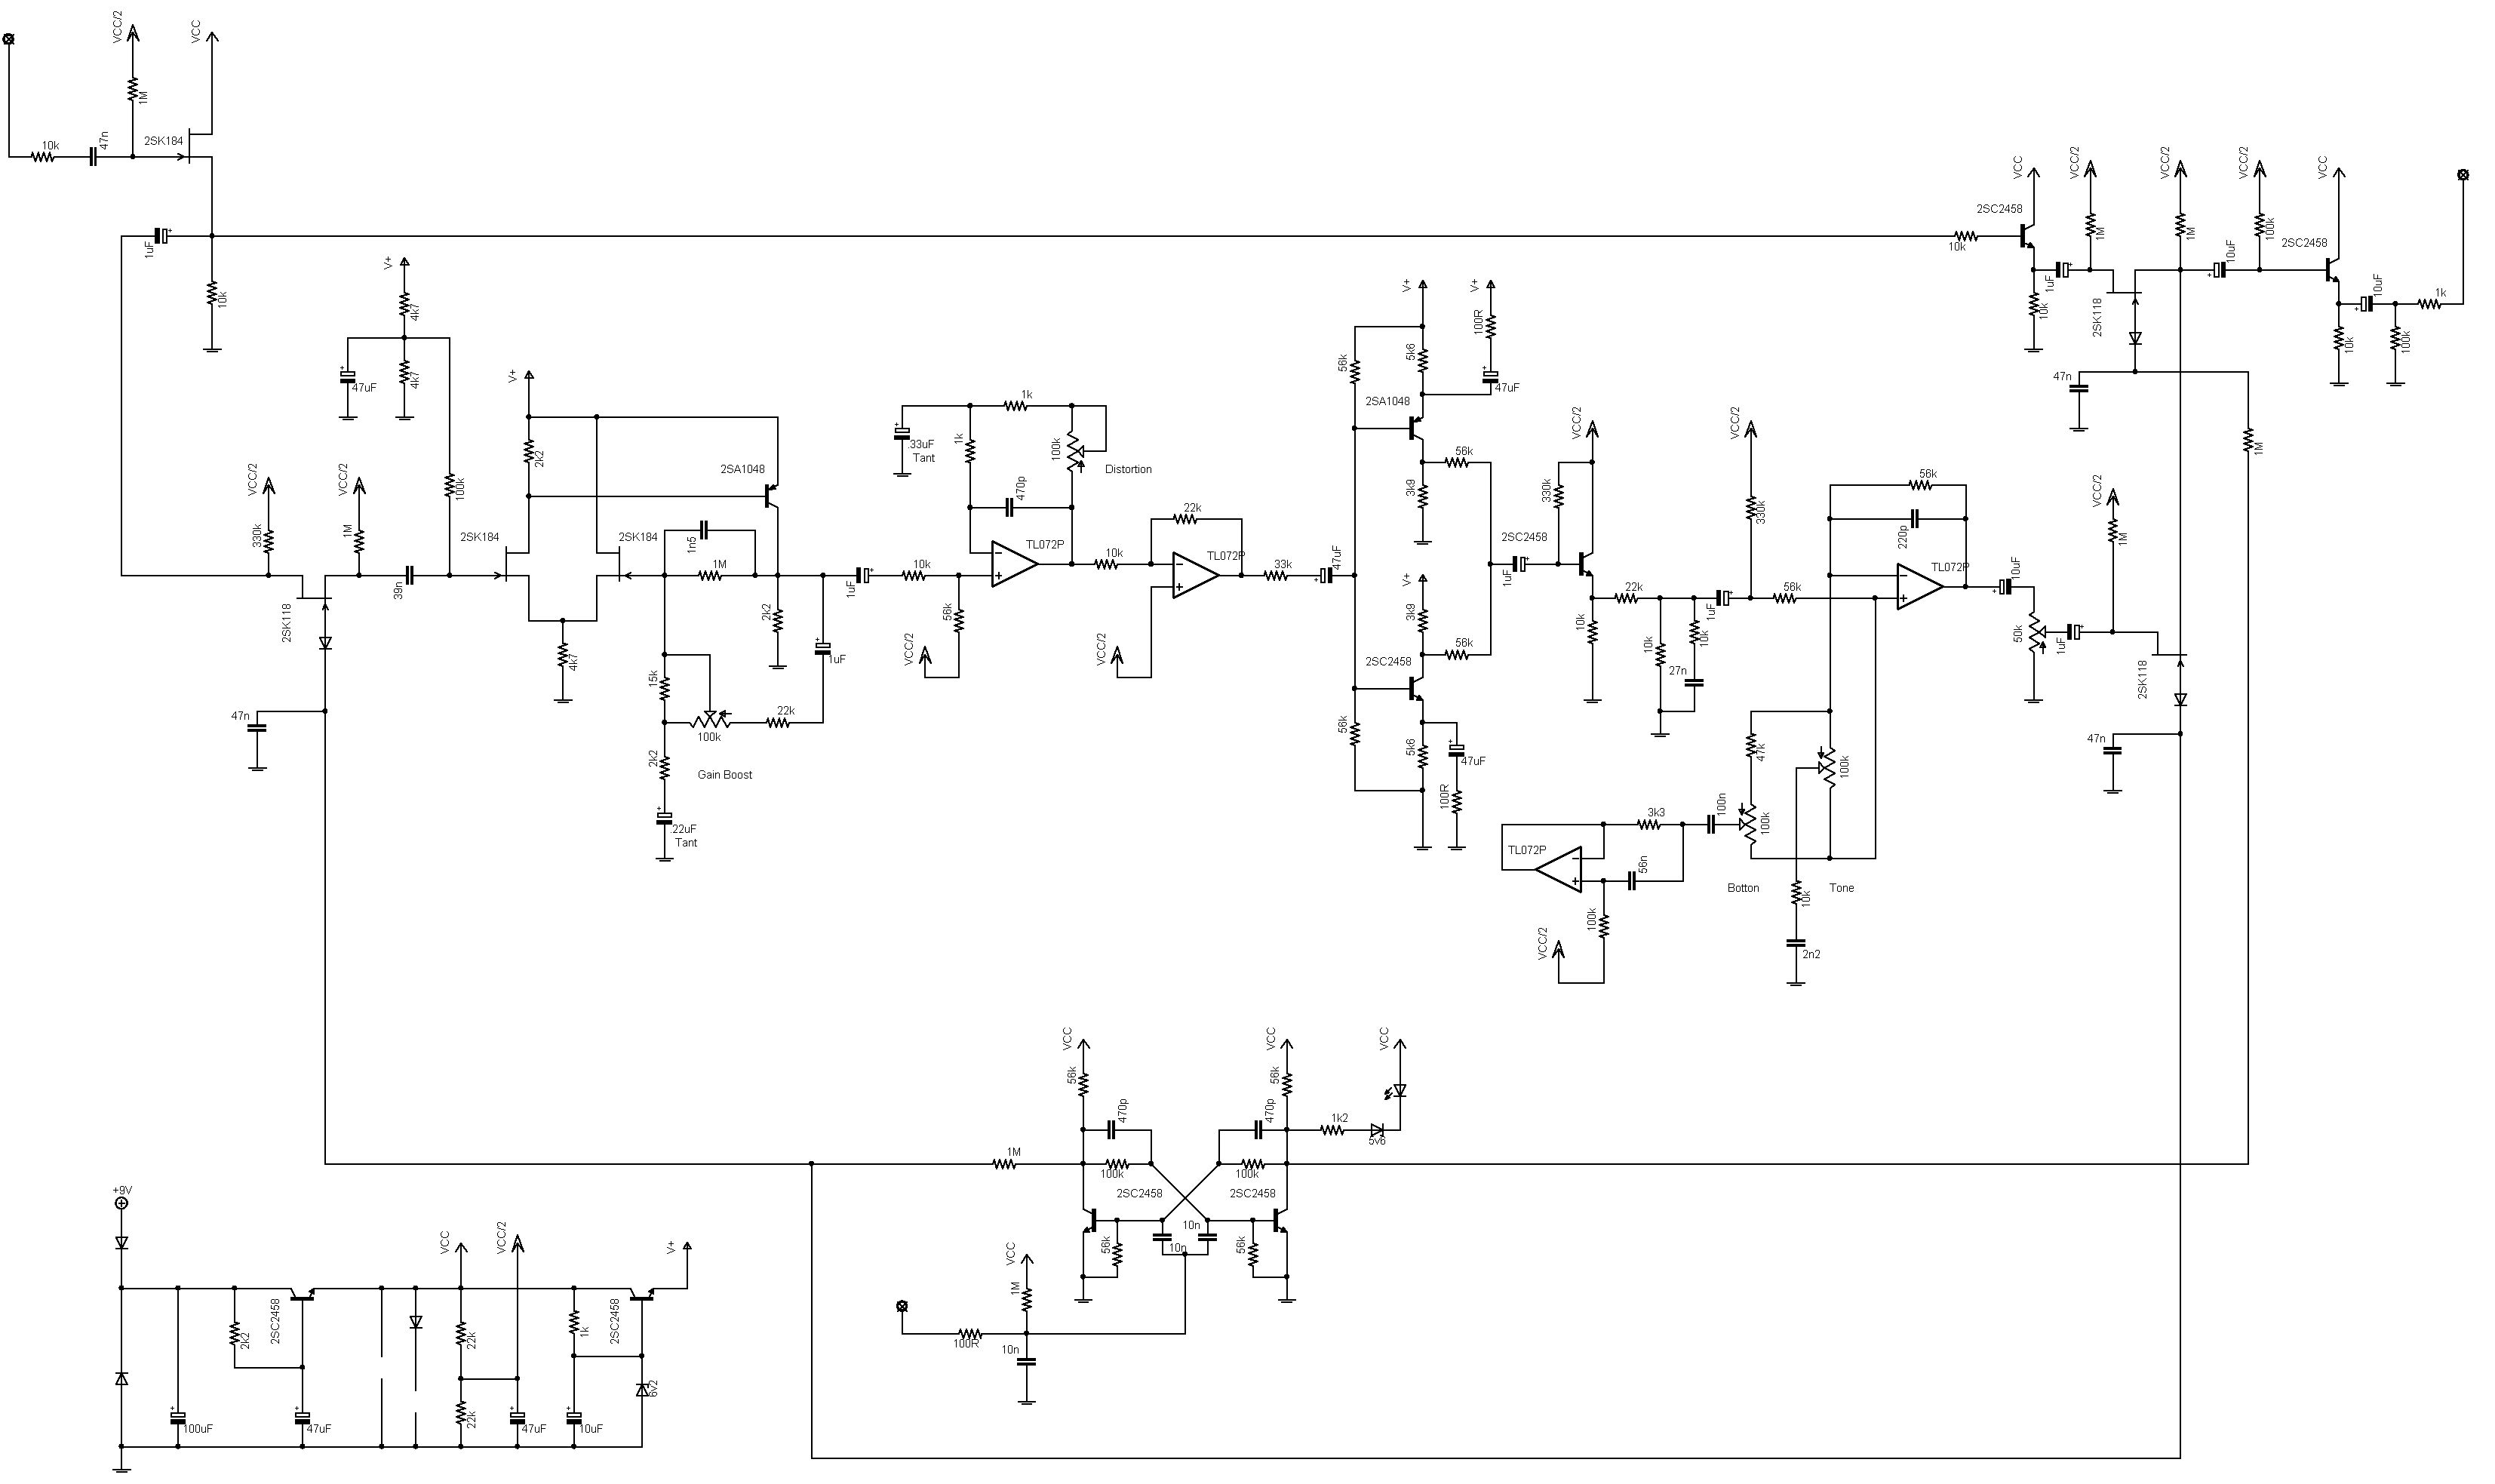 VCC/2
VCC
1M
10k
47n
2SK184
1uF
10k
V+
4k7
4k7
47uF
VCC/2
330k
VCC/2
1M
100k
39n
2SK118
47n
V+
2k2
2SK184
2SK184
4k7
2SA1048
1n5
1M
2k2
1uF
15k
22k
100k
2k2
Gain Boost
.22uF
Tant
1uF
10k
56k
VCC/2
.33uF
Tant
1k
1k
100k
Distortion
470p
TL072P
10k
22k
TL072P
VCC/2
33k
47uF
V+
V+
56k
5k6
100R
47uF
2SA1048
56k
3k9
V+
3k9
56k
2SC2458
56k
5k6
47uF
100R
VCC/2
330k
2SC2458
1uF
10k
22k
10k
10k
27n
1uF
VCC/2
330k
56k
56k
220p
TL072P
10uF
50k
1uF
VCC/2
1M
2SK118
47n
47k
100k
100k
100n
3k3
TL072P
56n
100k
VCC/2
Botton
Tone
10k
2n2
VCC
VCC/2
VCC/2
VCC/2
VCC
2SC2458
10k
10k
1uF
1M
2SK118
1M
10uF
100k
2SC2458
10k
10uF
100k
1k
47n
1M
VCC
VCC
VCC
56k
56k
470p
470p
1k2
5v6
1M
100k
100k
2SC2458
2SC2458
10n
10n
56k
56k
VCC
1M
100R
10n
+9V
VCC
VCC/2
V+
2SC2458
2k2
22k
1k
2SC2458
22k
6v2
100uF
47uF
47uF
10uF